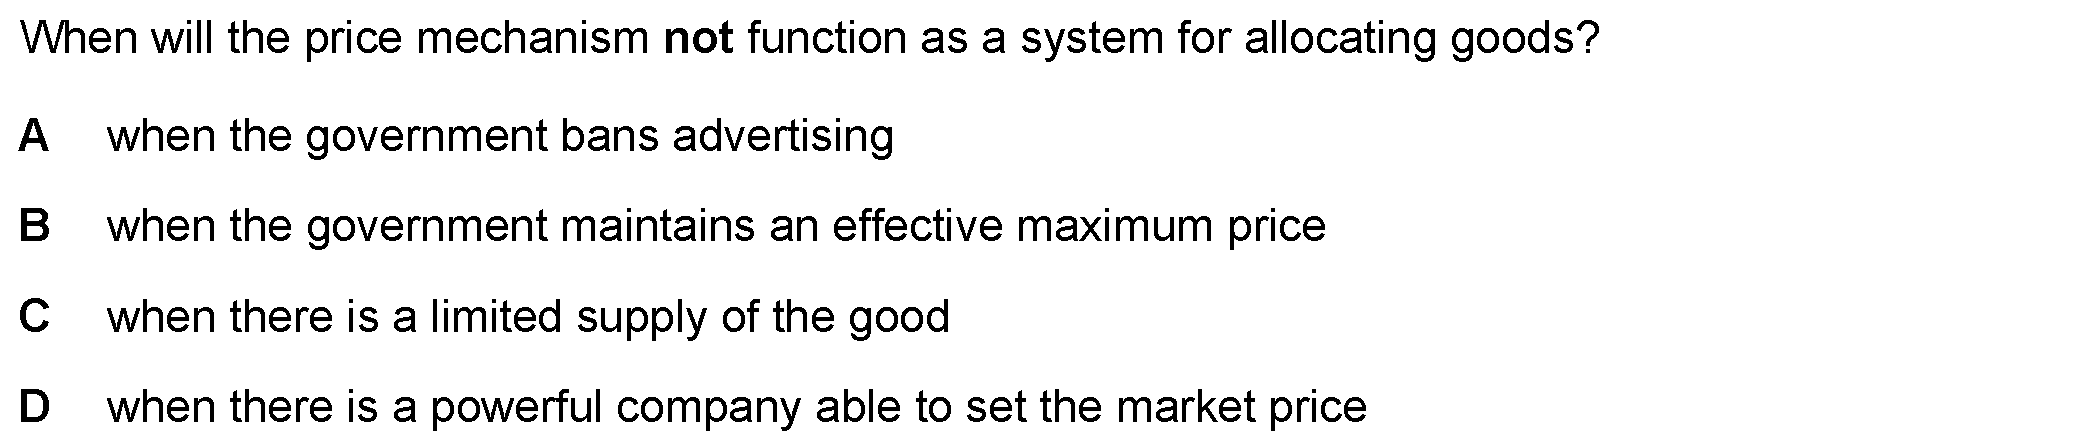 When will the price mechanism not function as a system for allocating goods?
A when the government bans advertising
B when the government maintains an effective maximum price
C when there is a limited supply of the good
D when there is a powerful company able to set the market price